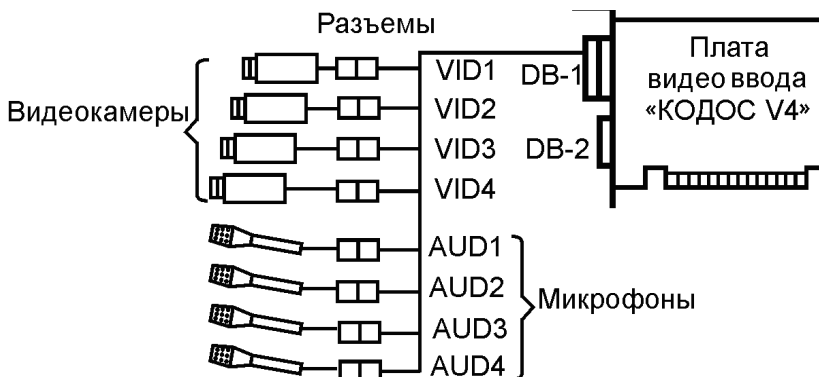 Разъемы
Видеокамеры
VID1
VID2
VID3
VID4
AUD1
AUD2
AUD3
AUD4
Микрофоны
DB-1
DB-2
Плата
видео ввода
«КОДОС V4»